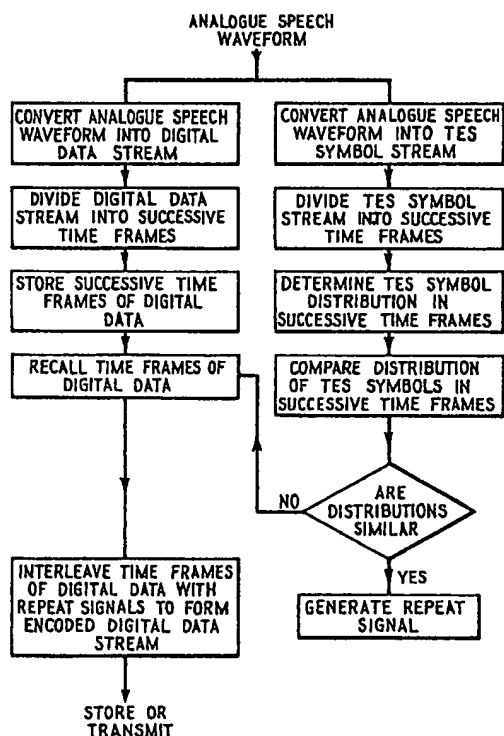 ANALOGUE SPEECH
WAVEFORM
CONVERT ANALOGUE SPEECH
WAVEFORM INTO DIGITAL
DATA STREAM
DIVIDE DIGITAL DATA
STREAM INTO SUCCESSIVE
TIME FRAMES
STORE SUCCESSIVE TIME
FRAMES OF DIGITAL
DATA
RECALL TIME FRAMES OF
DIGITAL DATA
INTERLEAVE TIME FRAMES
OF DIGITAL DATA WITH
REPEAT SIGNALS TO FORM
ENCODED DIGITAL DATA
STREAM
STORE OR
TRANSMIT
CONVERT ANALOGUE SPEECH
WAVEFORM INTO TES
SYMBOL STREAM
DIVIDE TES SYMBOL
STREAM INTO SUCCESSIVE
TIME FRAMES
DETERMINE TES SYMBOL
DISTRIBUTION IN
SUCCESSIVE TIME FRAMES
COMPARE DISTRIBUTION
OF TES SYMBOLS IN
SUCCESSIVE TIME FRAMES
NO
ARE
DISTRIBUTIONS
SIMILAR
YES
GENERATE REPEAT
SIGNAL